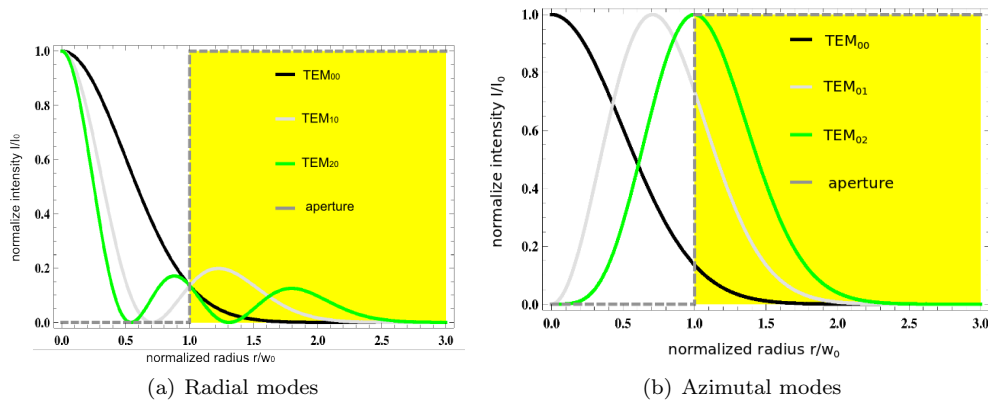 1.0
0.8
0.6
0.4
0.2
0.0
0.0 0.5 1.0 1.5 2.0 2.5 3.0
normalize intensity I/I0
normalized radius r/w0
TEM00
TEM10
TEM20
aperture
(a) Radial modes
1.0
0.8
0.6
0.4
0.2
0.0
0.0 0.5 1.0 1.5 2.0 2.5 3.0
normalize intensity I/I0
normalized radius r/w0
TEM00
TEM01
TEM02
aperture
(b) Azimutal modes